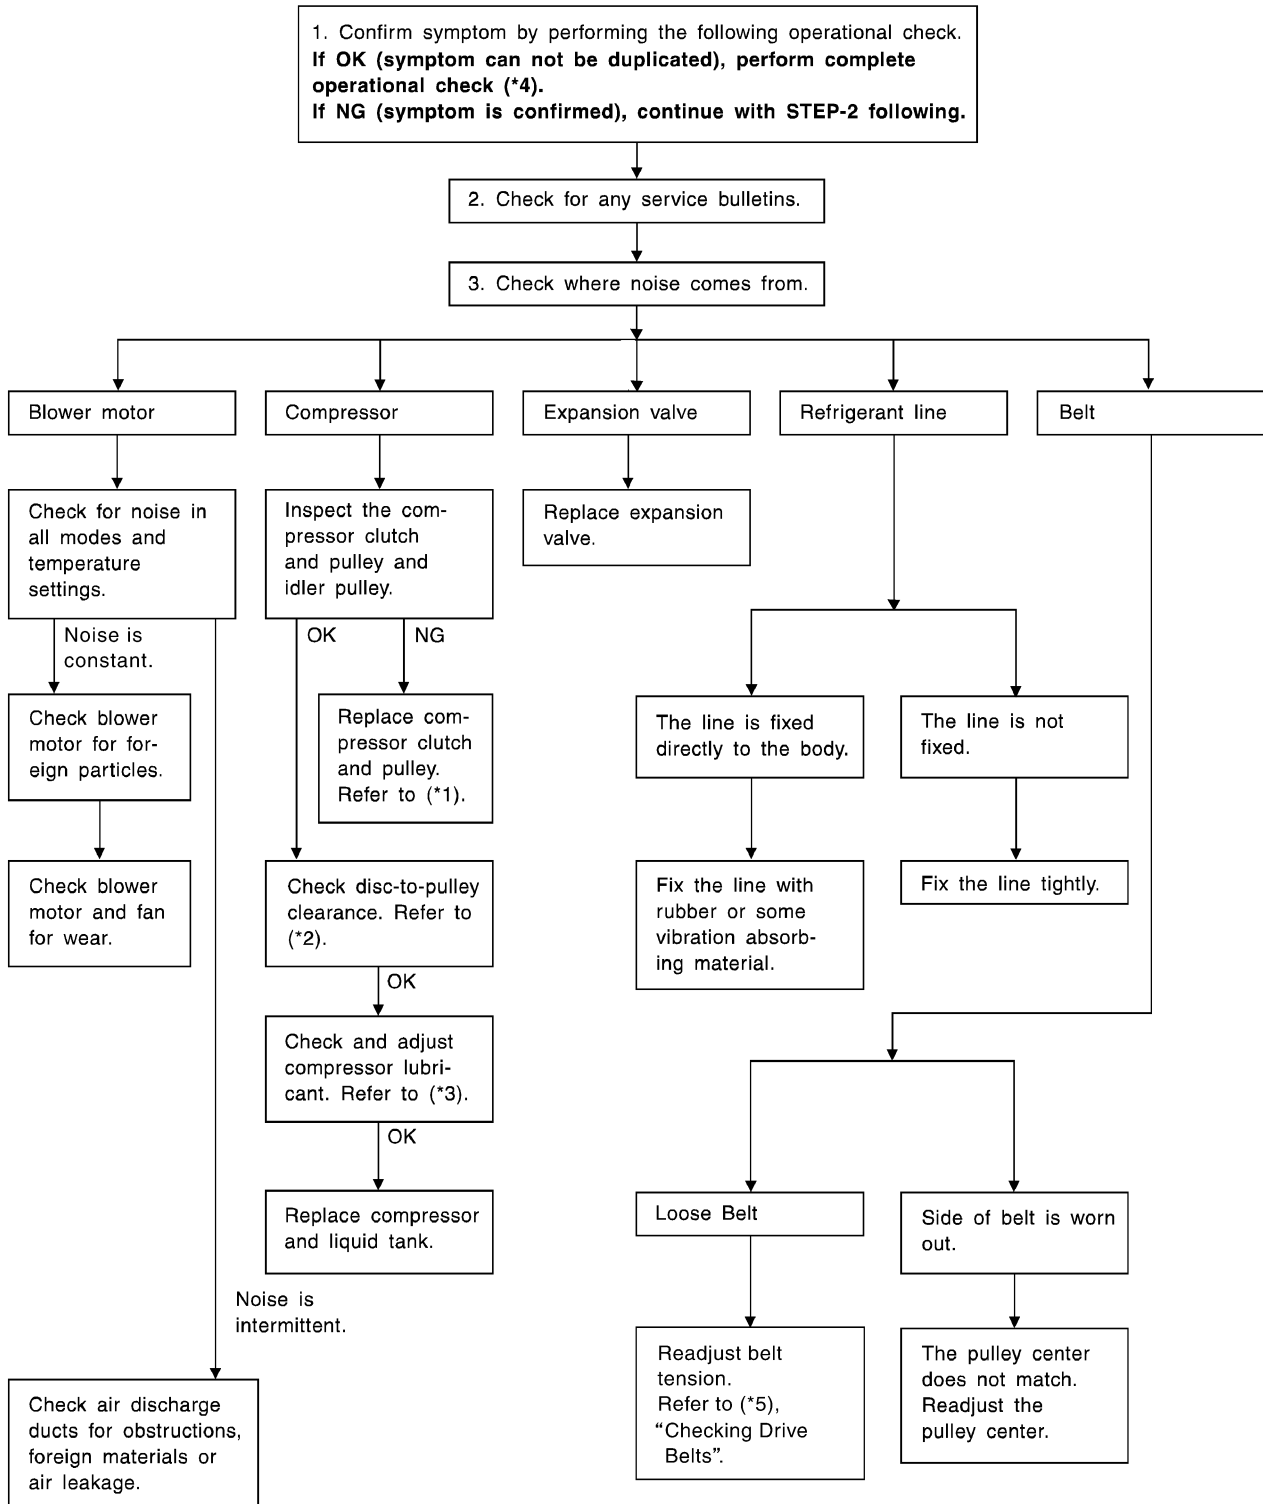 1. Confirm symptom by performing the following operational check.
If OK (symptom can not be duplicated), perform complete
operational check (*4).
If NG (symptom is confirmed), continue with STEP-2 following.
2. Check for any service bulletins.
3. Check where noise comes from.
Blower motor
Compressor
Expansion valve
Refrigerant line
Belt
Check for noise in
all modes and
temperature
settings.
Inspect the com-
pressor clutch
and pulley and
idler pulley.
Replace expansion
valve.
Noise is
constant.
OK
NG
Check blower
motor for for-
eign particles.
Replace com-
pressor clutch
and pulley.
Refer to (*1).
The line is fixed
directly to the body.
The line is not
fixed.
Check blower
motor and fan
for wear.
Check disc-to-pulley
clearance. Refer to
(*2).
Fix the line with
rubber or some
vibration absorb-
ing material.
Fix the line tightly.
OK
Check and adjust
compressor lubri-
cant. Refer to (*3).
OK
Replace compressor
and liquid tank.
Loose Belt
Side of belt is worn
out.
Noise is
intermittent.
Readjust belt
tension.
Refer to (*5),
“Checking Drive
Belts”.
The pulley center
does not match.
Readjust the
pulley center.
Check air discharge
ducts for obstructions,
foreign materials or
air leakage.